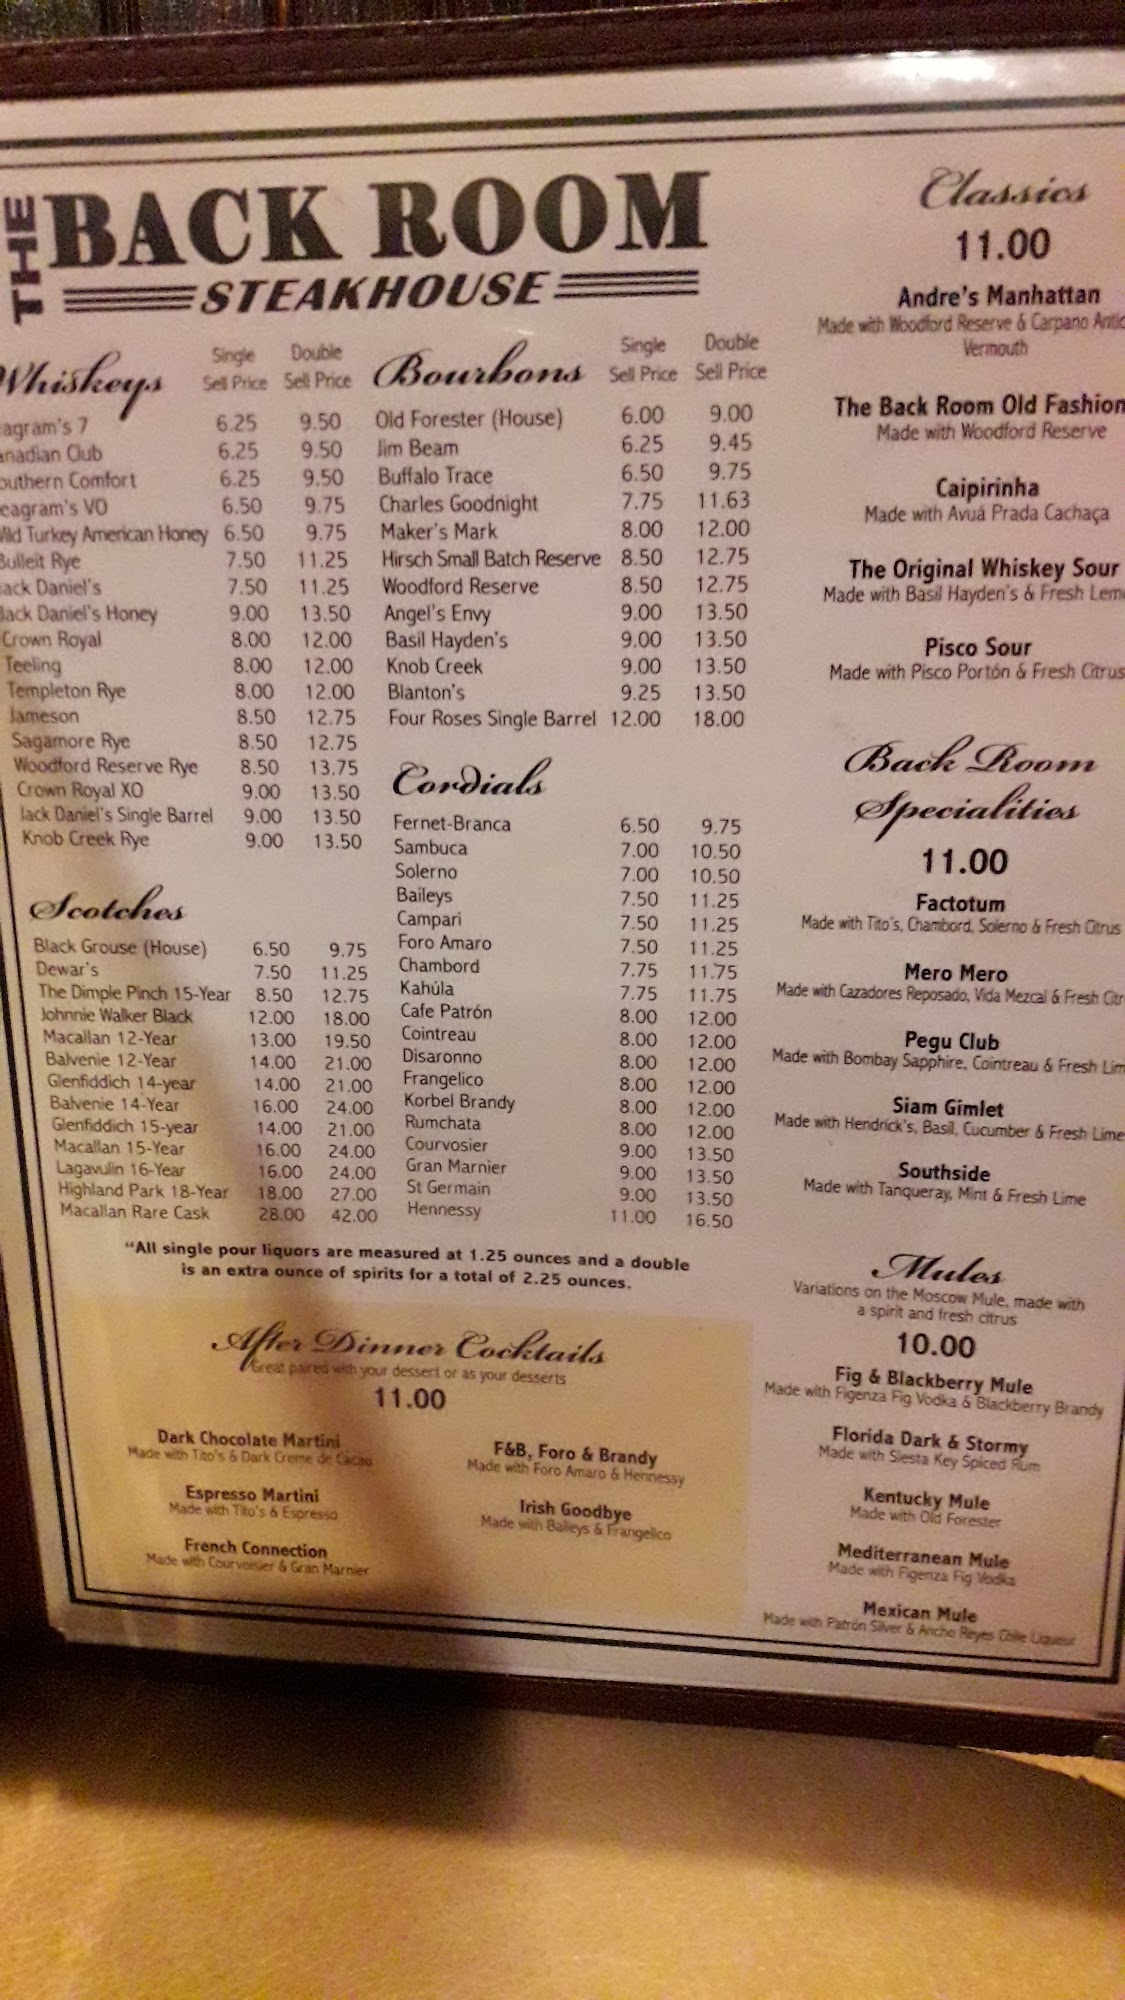 THE BACK ROOM
STEAKHOUSE
Whiskeys Single Sell Price Double Sell Price
agram's 7 6.25 9.50
anadian Club 6.25 9.50
outhern Comfort 6.25 9.50
eagram's VO 6.50 9.75
Wild Turkey American Honey 6.50 9.75
Bulleit Rye 7.50 11.25
Jack Daniel's 7.50 11.25
Jack Daniel's Honey 9.00 13.50
Crown Royal 8.00 12.00
Teeling 8.00 12.00
Templeton Rye 8.00 12.00
Jameson 8.50 12.75
Sagamore Rye 8.50 12.75
Woodford Reserve Rye 8.50 13.75
Crown Royal XO 9.00 13.50
Jack Daniel's Single Barrel 9.00 13.50
Knob Creek Rye 9.00 13.50
Scotches
Black Grouse (House) 6.50 9.75
Dewar's 7.50 11.25
The Dimple Pinch 15-Year 8.50 12.75
Johnnie Walker Black 12.00 18.00
Macallan 12-Year 13.00 19.50
Balvenie 12-Year 14.00 21.00
Glenfiddich 14-year 14.00 21.00
Balvenie 14-Year 16.00 24.00
Glenfiddich 15-year 14.00 21.00
Macallan 15-Year 16.00 24.00
Lagavulin 16-Year 16.00 24.00
Highland Park 18-Year 18.00 27.00
Macallan Rare Cask 28.00 42.00
Bourbons Single Sell Price Double Sell Price
Old Forester (House) 6.00 9.00
Jim Beam 6.25 9.45
Buffalo Trace 6.50 9.75
Charles Goodnight 7.75 11.63
Maker's Mark 8.00 12.00
Hirsch Small Batch Reserve 8.50 12.75
Woodford Reserve 8.50 12.75
Angel's Envy 9.00 13.50
Basil Hayden's 9.00 13.50
Knob Creek 9.00 13.50
Blanton's 9.25 13.50
Four Roses Single Barrel 12.00 18.00
Cordials
Fernet-Branca 6.50 9.75
Sambuca 7.00 10.50
Solerno 7.00 10.50
Baileys 7.50 11.25
Campari 7.50 11.25
Foro Amaro 7.50 11.25
Chambord 7.75 11.75
Kahúla 7.75 11.75
Cafe Patrón 8.00 12.00
Cointreau 8.00 12.00
Disaronno 8.00 12.00
Frangelico 8.00 12.00
Korbel Brandy 8.00 12.00
Rumchata 8.00 12.00
Courvosier 9.00 13.50
Gran Marnier 9.00 13.50
St Germain 9.00 13.50
Hennessy 11.00 16.50
"All single pour liquors are measured at 1.25 ounces and a double
is an extra ounce of spirits for a total of 2.25 ounces.
After Dinner Cocktails
Great paired with your dessert or as your desserts
11.00
Dark Chocolate Martini
Made with Tito's & Dark Creme de Cacao
Espresso Martini
Made with Tito's & Espresso
French Connection
Made with Courvoisier & Gran Marnier
F&B, Foro & Brandy
Made with Foro Amaro & Hennessy
Irish Goodbye
Made with Baileys & Frangelico
Classics
11.00
Andre's Manhattan
Made with Woodford Reserve & Carpano Antic
Vermouth
The Back Room Old Fashion
Made with Woodford Reserve
Caipirinha
Made with Avuá Prada Cachaça
The Original Whiskey Sour
Made with Basil Hayden's & Fresh Lem
Pisco Sour
Made with Pisco Portón & Fresh Citrus
Back Room
Specialities
11.00
Factotum
Made with Tito's, Chambord, Solerno & Fresh Citrus
Mero Mero
Made with Cazadores Reposado, Vida Mezcal & Fresh Citr
Pegu Club
Made with Bombay Sapphire, Cointreau & Fresh Lim
Siam Gimlet
Made with Hendrick's, Basil, Cucumber & Fresh Lime
Southside
Made with Tanqueray, Mint & Fresh Lime
Mules
Variations on the Moscow Mule, made with
a spirit and fresh citrus
10.00
Fig & Blackberry Mule
Made with Figenza Fig Vodka & Blackberry Brandy
Florida Dark & Stormy
Made with Siesta Key Spiced Rum
Kentucky Mule
Made with Old Forester
Mediterranean Mule
Made with Figenza Fig Vodka
Mexican Mule
Made with Patrón Silver & Ancho Reyes Chile Liqueur